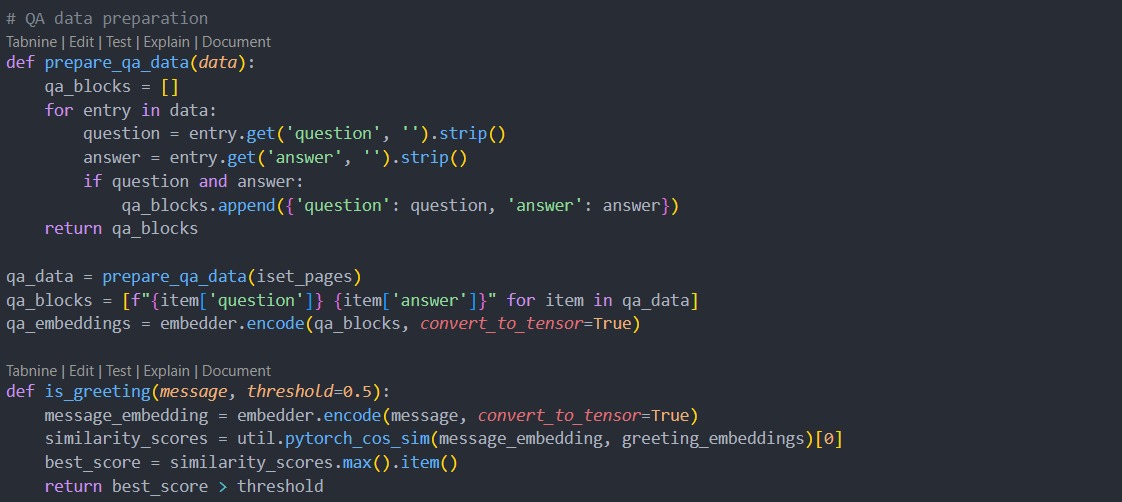 # QA data preparation
Tabnine | Edit | Test | Explain | Document
def prepare_qa_data(data):
    qa_blocks = []
    for entry in data:
        question = entry.get('question', '').strip()
        answer = entry.get('answer', '').strip()
        if question and answer:
            qa_blocks.append({'question': question, 'answer': answer})
    return qa_blocks

qa_data = prepare_qa_data(iset_pages)
qa_blocks = [f"{item['question']} {item['answer']}" for item in qa_data]
qa_embeddings = embedder.encode(qa_blocks, convert_to_tensor=True)

Tabnine | Edit | Test | Explain | Document
def is_greeting(message, threshold=0.5):
    message_embedding = embedder.encode(message, convert_to_tensor=True)
    similarity_scores = util.pytorch_cos_sim(message_embedding, greeting_embeddings)[0]
    best_score = similarity_scores.max().item()
    return best_score > threshold